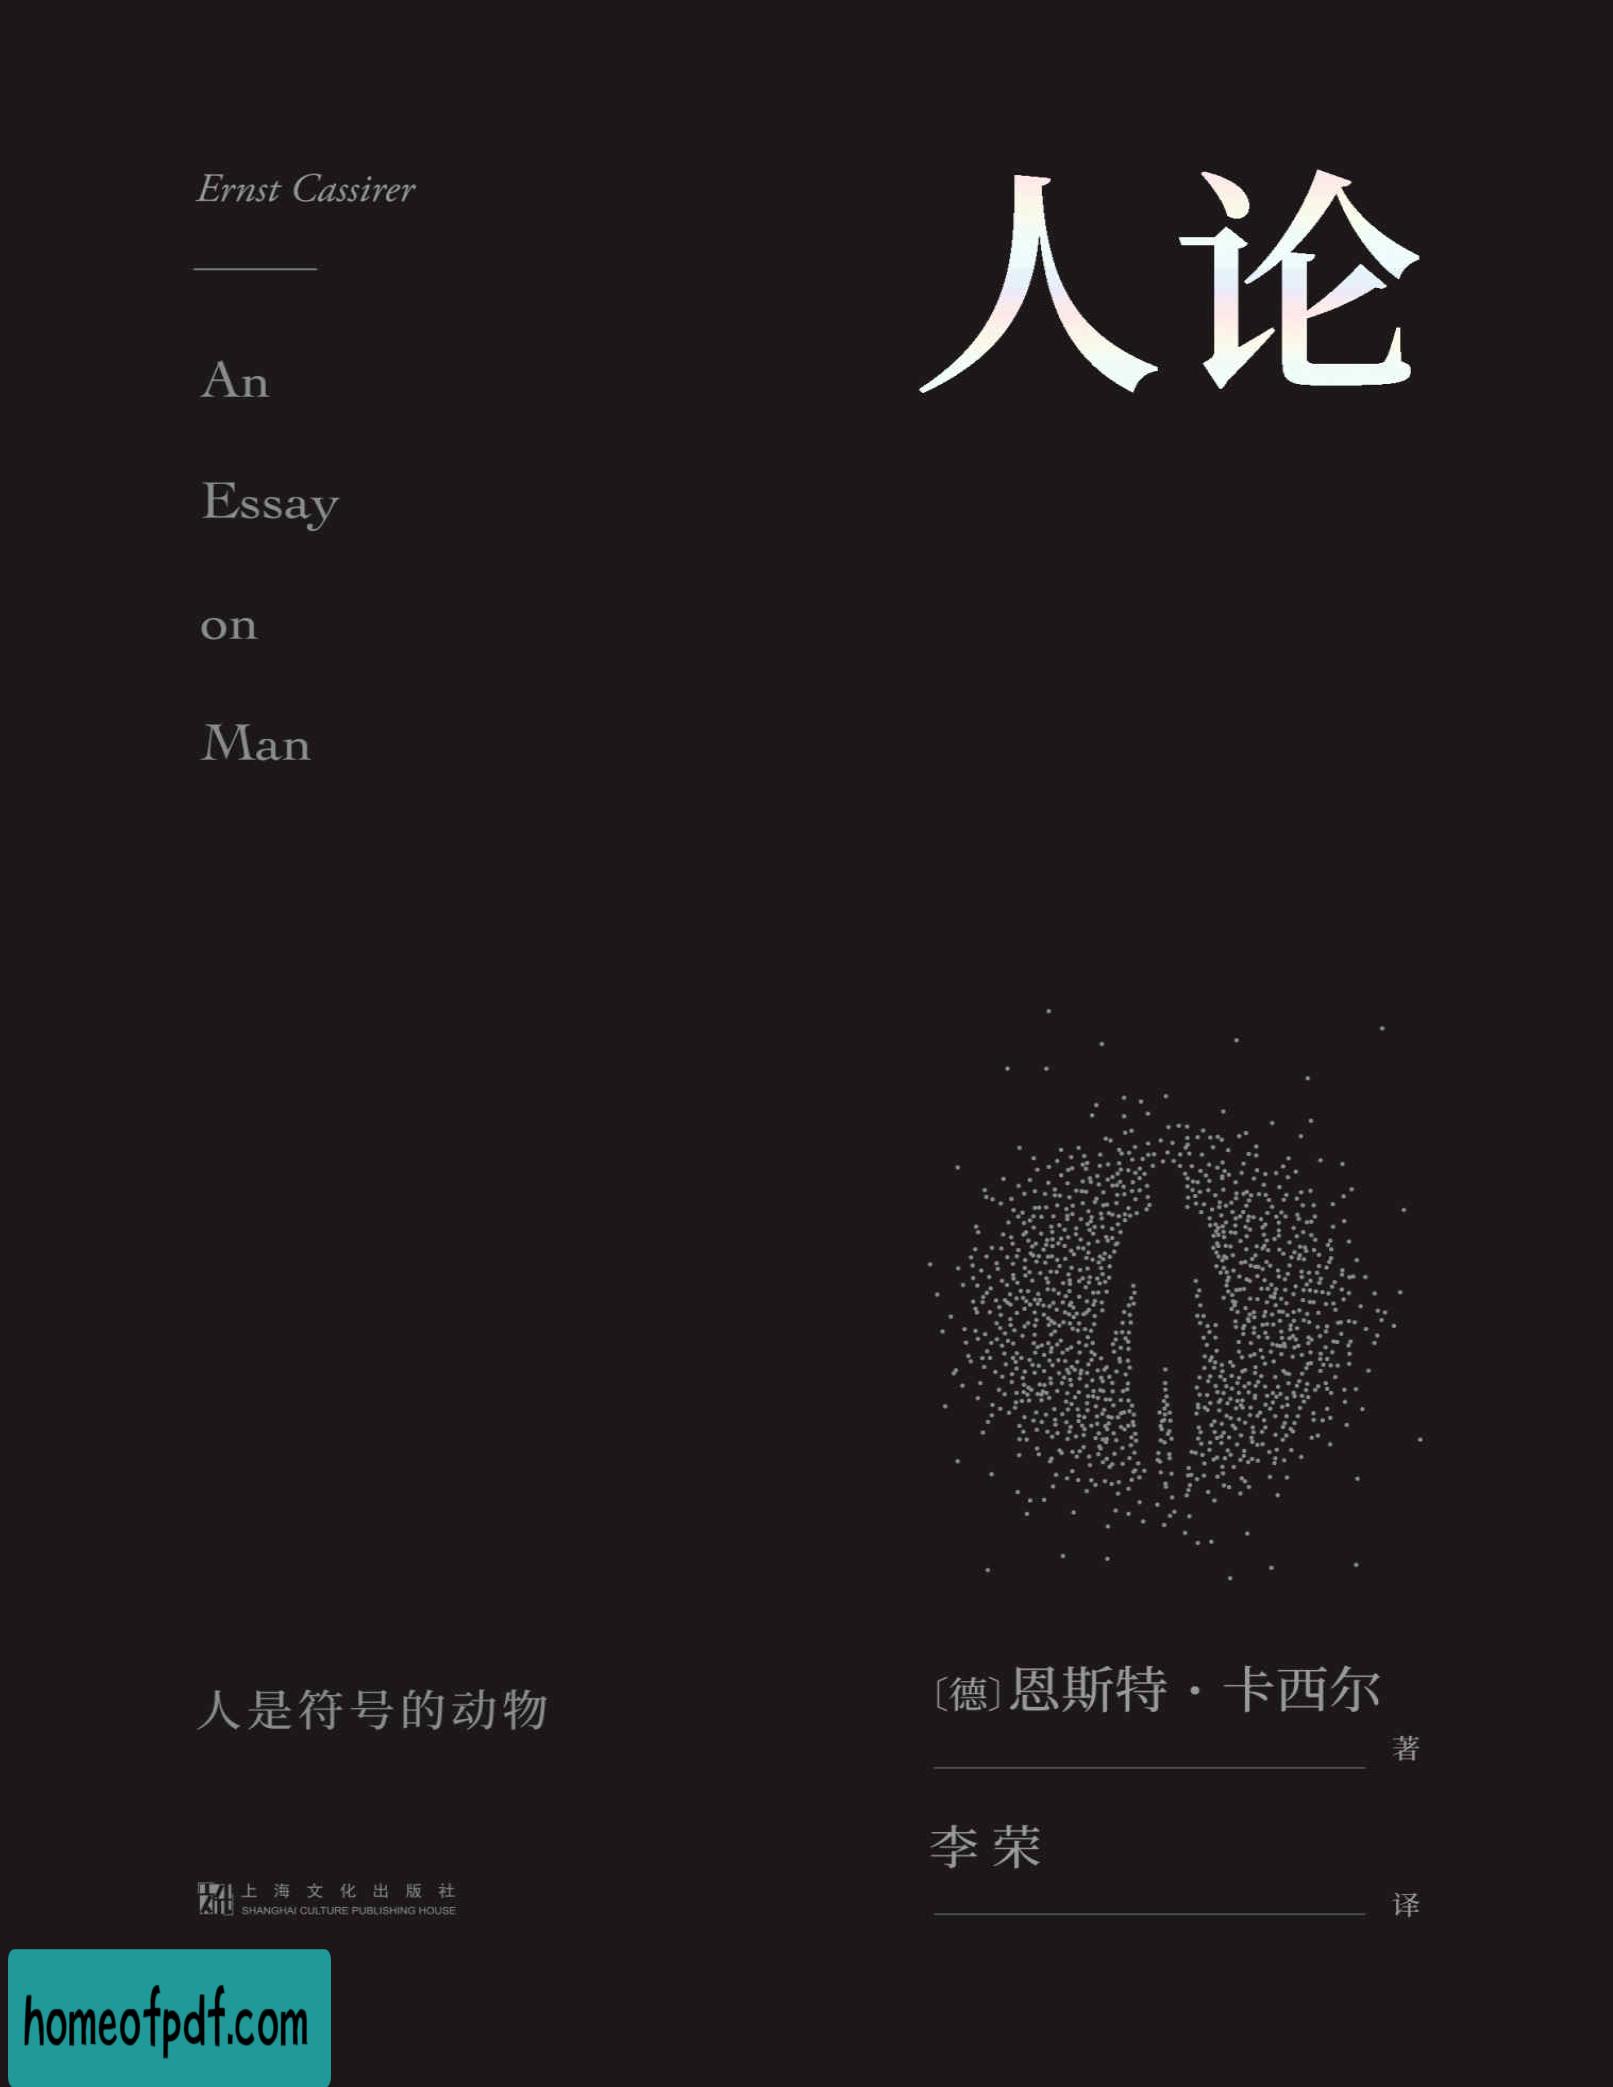 Ernst Cassirer
人论
An
Essay
on
Man
人是符号的动物
〔德〕恩斯特·卡西尔
著
李荣
译
上海文化出版社
SHANGHAI CULTURE PUBLISHING HOUSE
homeofpdf.com